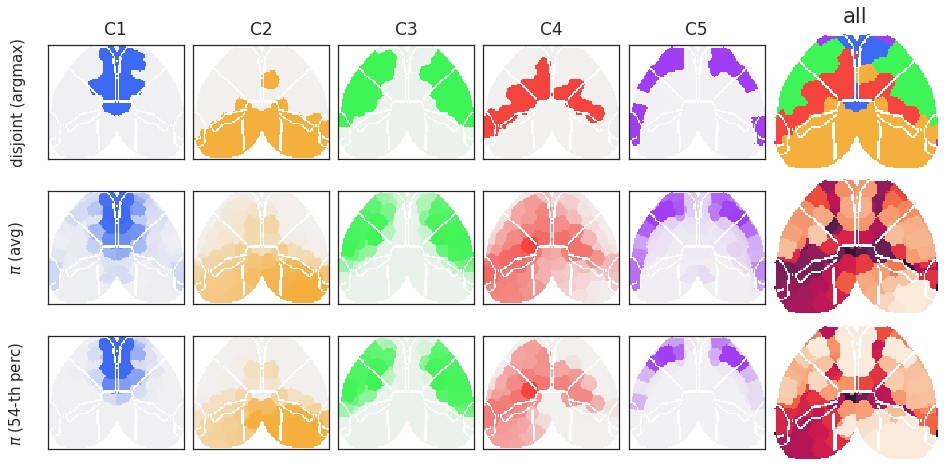 C1 C2 C3 C4 C5 all
disjoint (argmax)
π (avg)
π (54-th perc)